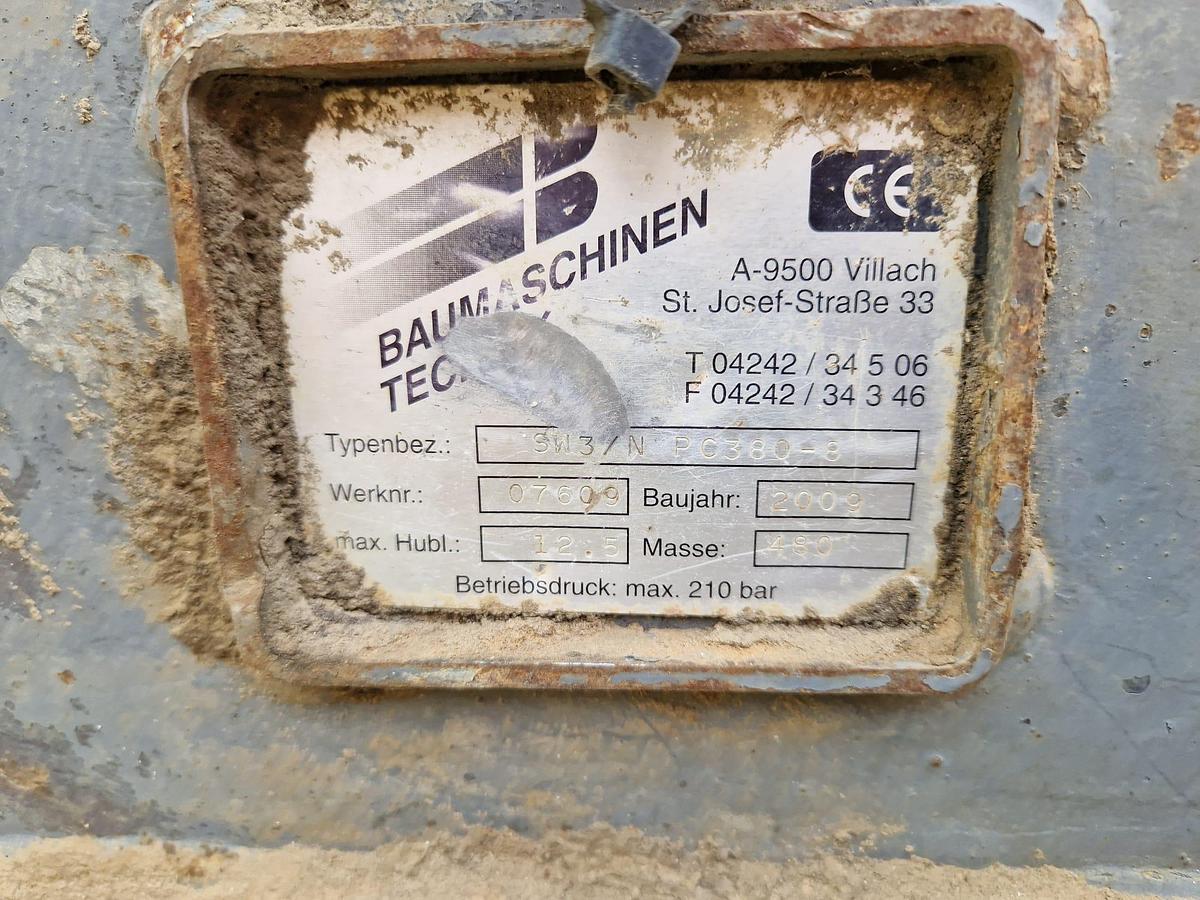 B
BAUMASCHINEN
CE
A-9500 Villach
St. Josef-Straße 33
T 04242 / 34 5 06
F 04242 / 34 3 46
Typenbez.: SW3/N PC380-8
Werknr.: 07609 Baujahr: 2009
max. Hubl.: 12.5 Masse: 480
Betriebsdruck: max. 210 bar